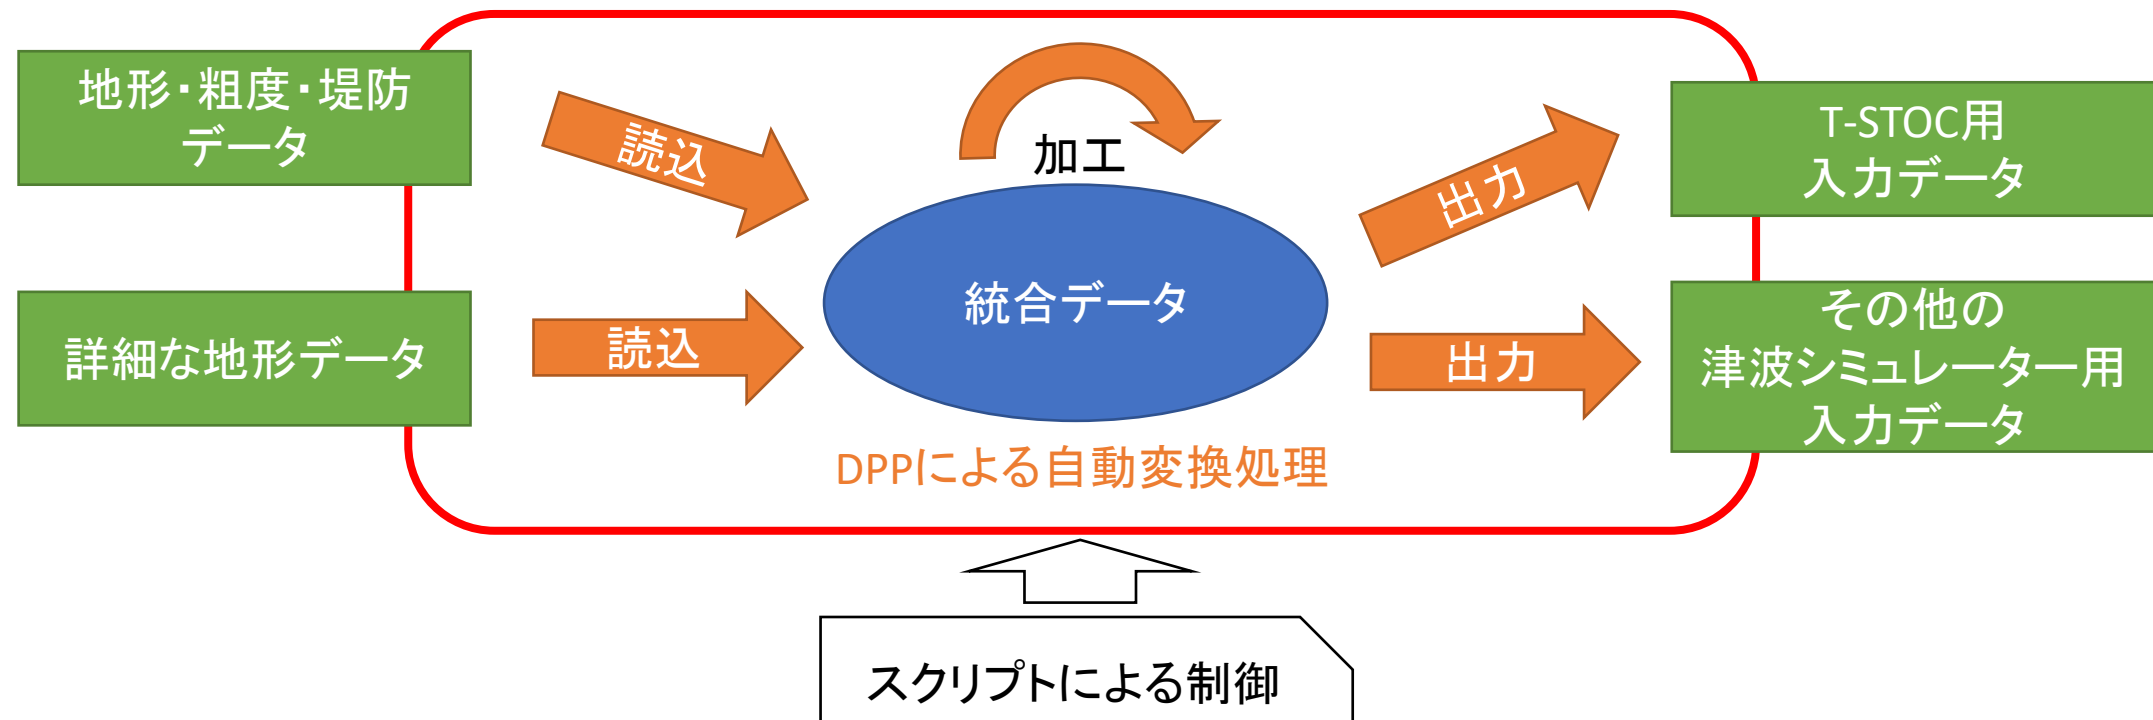 地形・粗度・堤防
データ
読込
加工
出力
T-STOC用
入力データ
詳細な地形データ
読込
統合データ
出力
その他の
津波シミュレーター用
入力データ
DPPによる自動変換処理
スクリプトによる制御